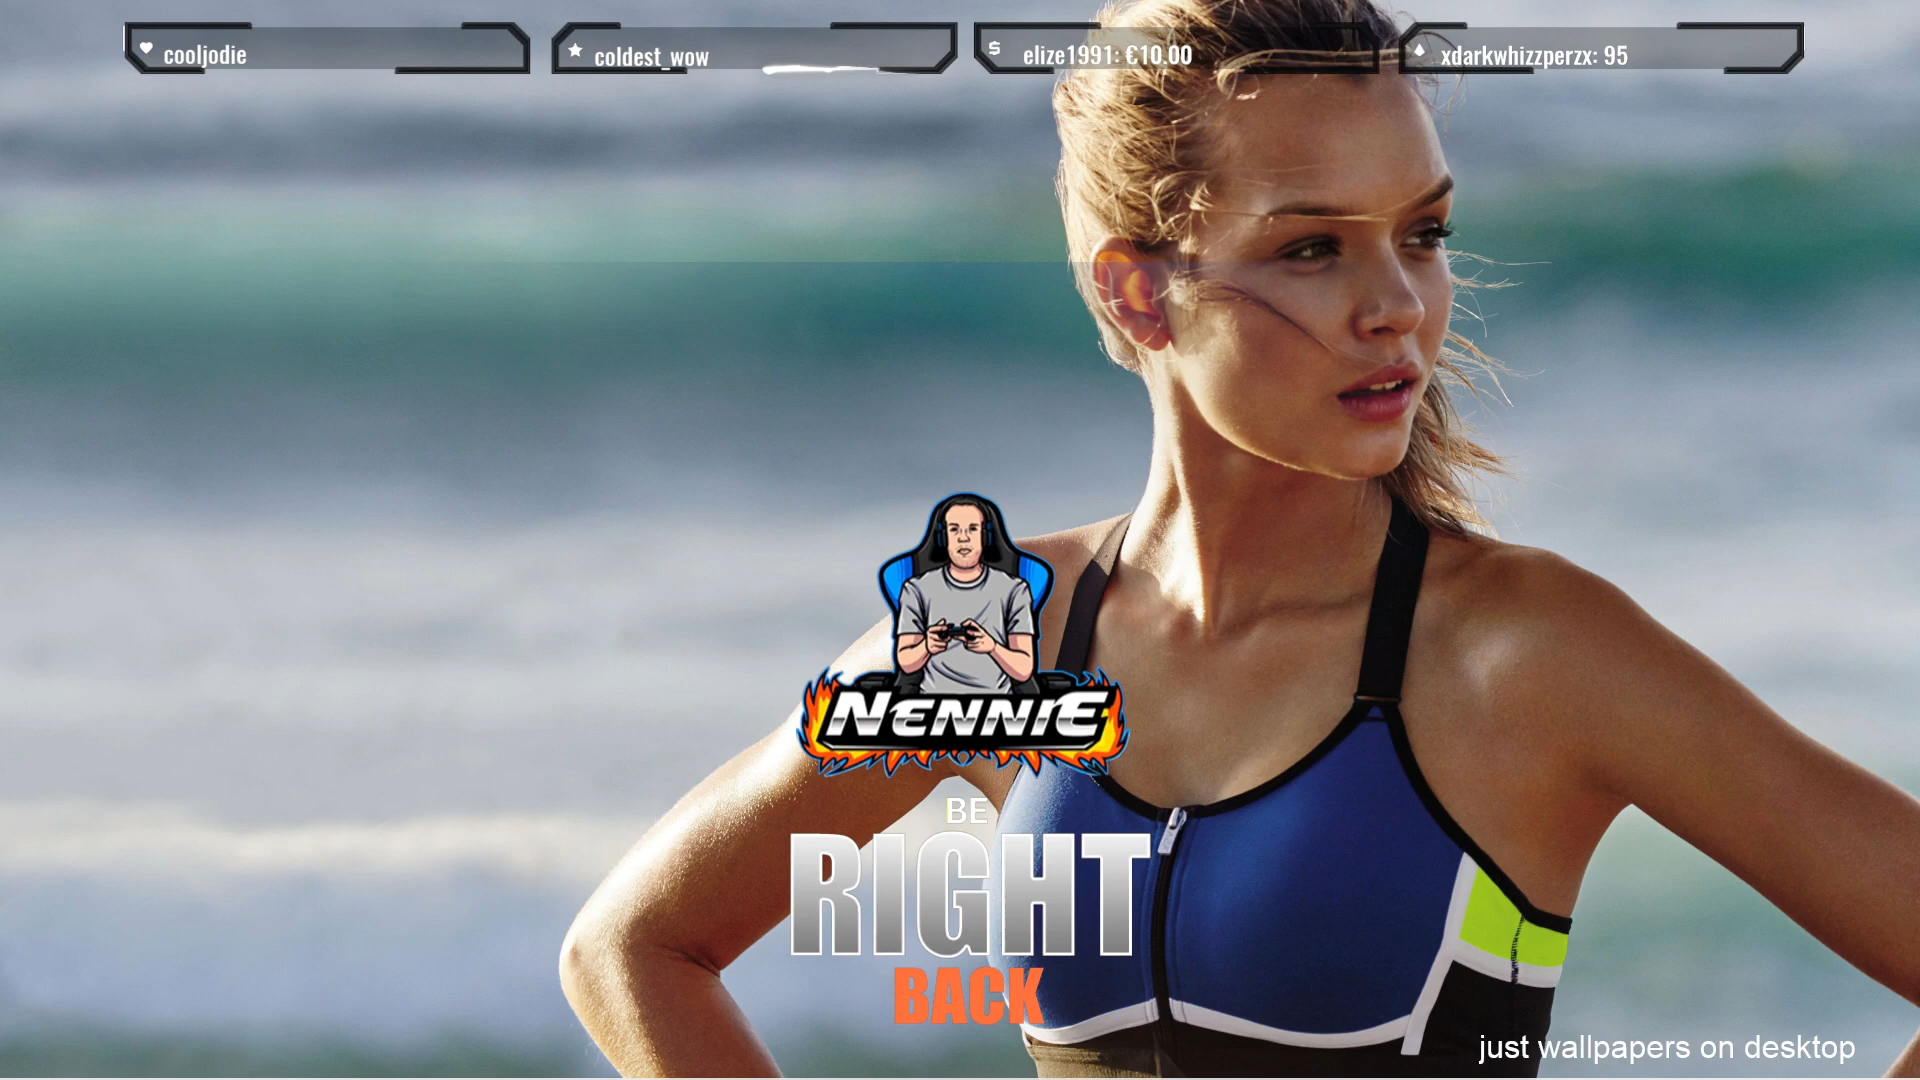 cooljodie
coldest_wow
elize1991: €10.00
xdarkwhizzperzx: 95
NENNIE
BE
RIGHT
BACK
just wallpapers on desktop